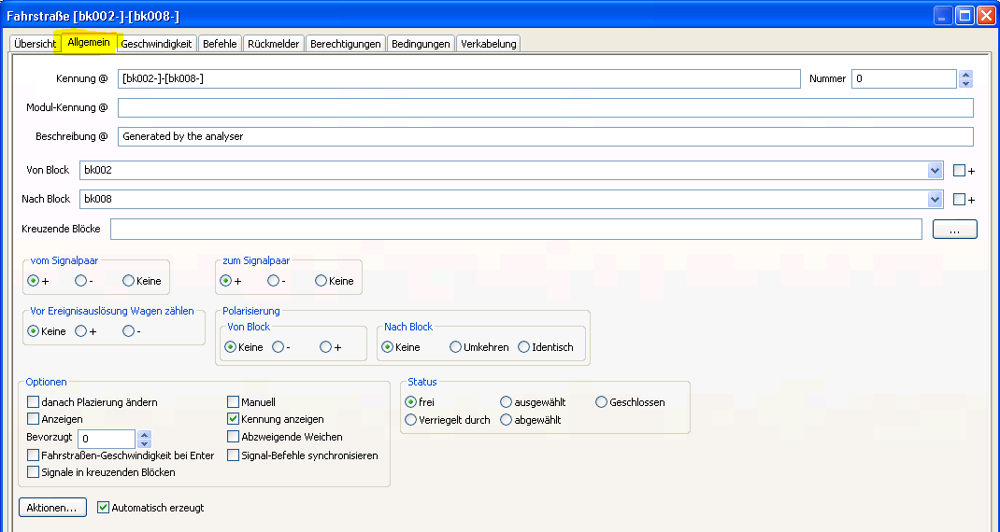 Fahrstraße [bk002-]-[bk008-]
Übersicht Allgemein Geschwindigkeit Befehle Rückmelder Berechtigungen Bedingungen Verkabelung
Kennung @ [bk002-]-[bk008-] Nummer 0
Modul-Kennung @
Beschreibung @ Generated by the analyser
Von Block bk002 +
Nach Block bk008 +
Kreuzende Blöcke ...
vom Signalpaar zum Signalpaar
+ - Keine + - Keine
Vor Ereignisauslösung Wagen zählen Polarisierung
Von Block Nach Block
Keine + - Keine - + Keine Umkehren Identisch
Optionen Status
danach Plazierung ändern Manuell frei ausgewählt Geschlossen
Anzeigen Kennung anzeigen Verriegelt durch abgewählt
Bevorzugt 0 Abzweigende Weichen
Fahrstraßen-Geschwindigkeit bei Enter Signal-Befehle synchronisieren
Signale in kreuzenden Blöcken
Aktionen... Automatisch erzeugt